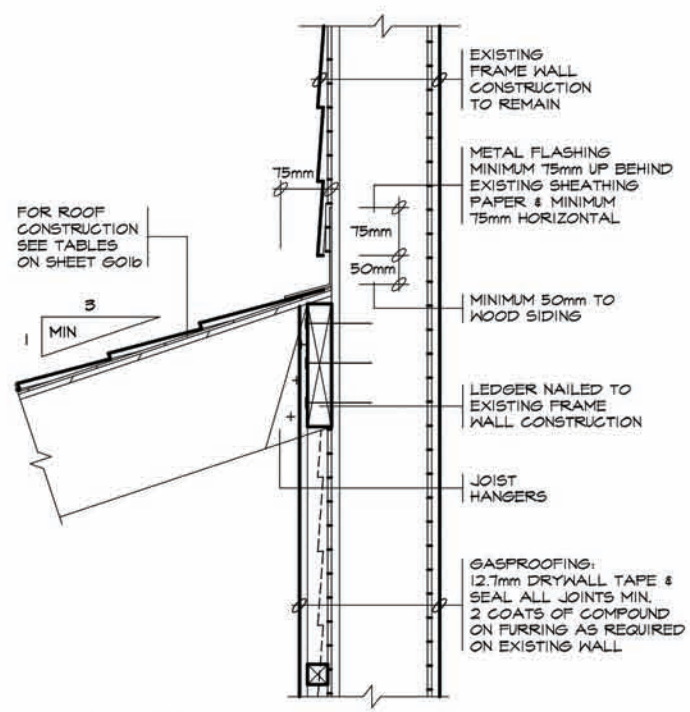 EXISTING
FRAME WALL
CONSTRUCTION
TO REMAIN
METAL FLASHING
MINIMUM 75mm UP BEHIND
EXISTING SHEATHING
PAPER & MINIMUM
75mm HORIZONTAL
75mm
75mm
50mm
FOR ROOF
CONSTRUCTION
SEE TABLES
ON SHEET G016
3
1
MIN
MINIMUM 50mm TO
WOOD SIDING
LEDGER NAILED TO
EXISTING FRAME
WALL CONSTRUCTION
JOIST
HANGERS
GASPROOFING:
12.7mm DRYWALL TAPE &
SEAL ALL JOINTS MIN.
2 COATS OF COMPOUND
ON FURRING AS REQUIRED
ON EXISTING WALL